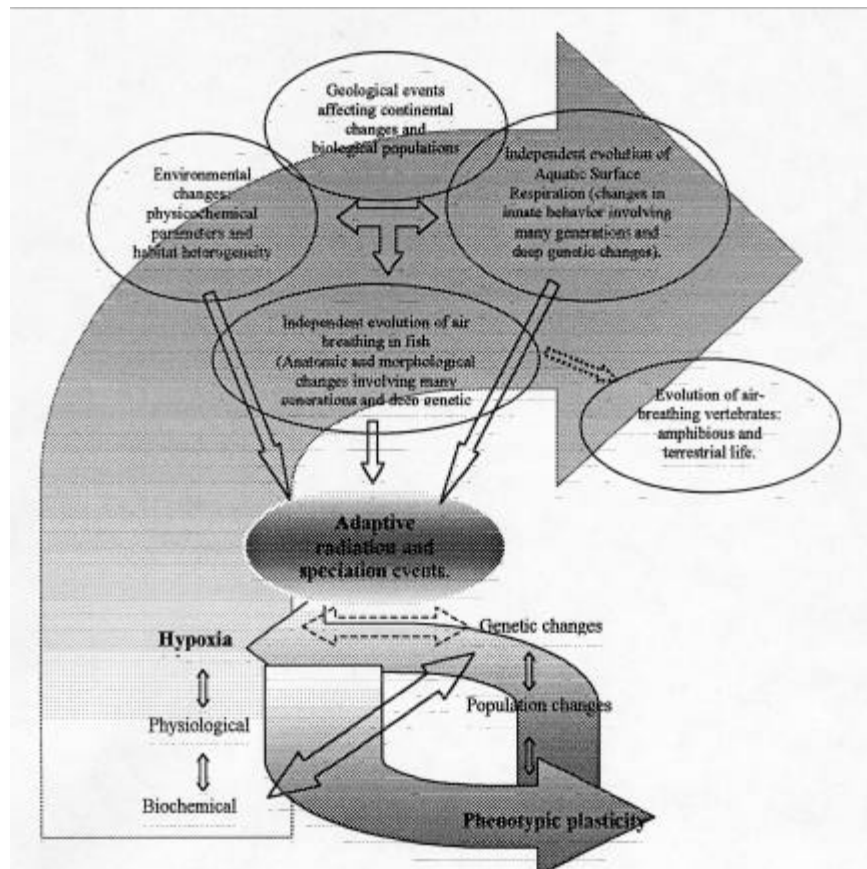 Geological events
affecting continental
changes and
biological populations
Environmental
changes:
physicochemical
parameters and
habitat heterogeneity
Independent evolution of
Aquatic Surface
Respiration (changes in
innate behavior involving
many generations and
deep genetic changes).
Independent evolution of air
breathing in fish
(Anatomic and morphological
changes involving many
generations and deep genetic
Evolution of air-
breathing vertebrates:
amphibious and
terrestrial life.
Adaptive
radiation and
speciation events.
Hypoxia
Genetic changes
Physiological
Population changes
Biochemical
Phenotypic plasticity